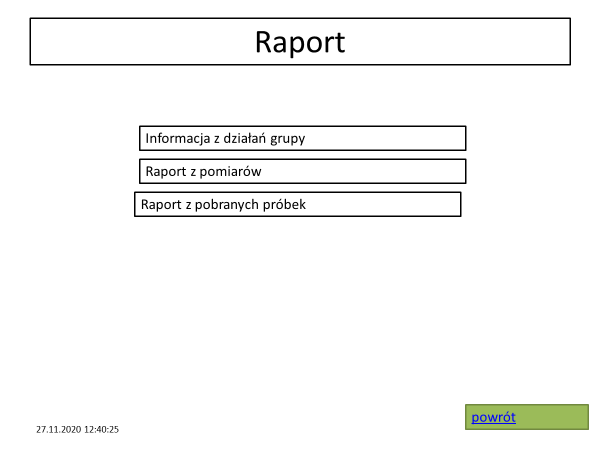 Raport
Informacja z działań grupy
Raport z pomiarów
Raport z pobranych próbek
powrót
27.11.2020 12:40:25